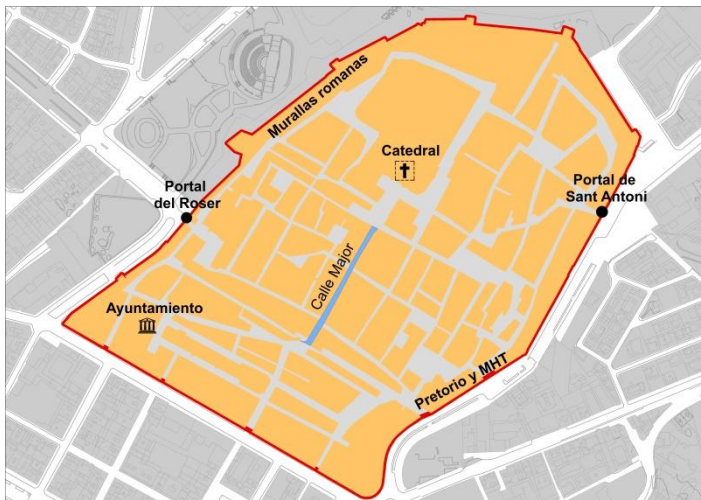 Murallas romanas
Catedral
Portal
del Roser
Portal de
Sant Antoni
Calle Major
Ayuntamiento
Pretorio y MHT